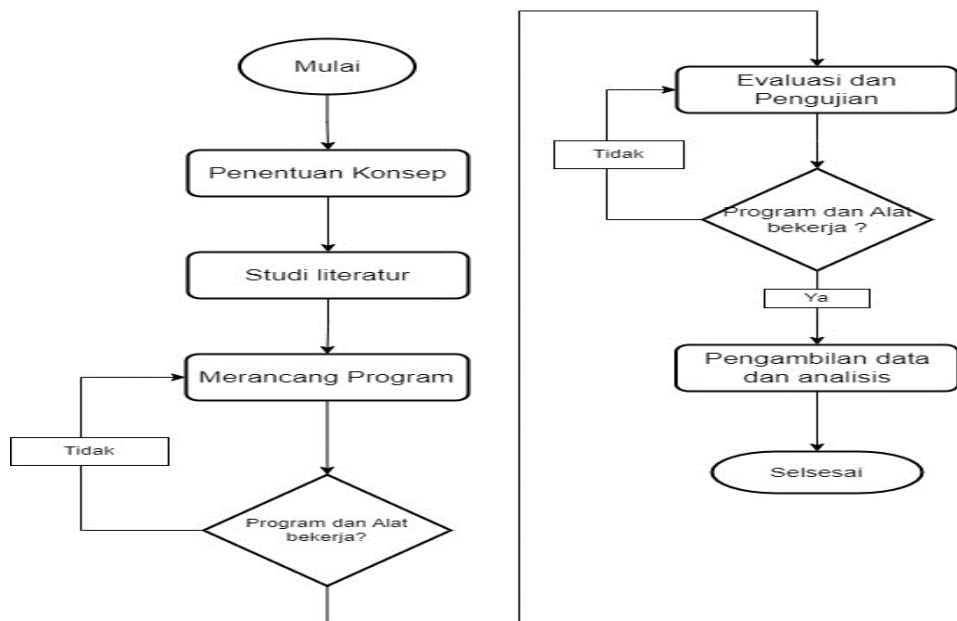 Mulai
Penentuan Konsep
Studi literatur
Merancang Program
Tidak
Program dan Alat
bekerja?
Evaluasi dan
Pengujian
Tidak
Program dan Alat
bekerja ?
Ya
Pengambilan data
dan analisis
Selsesai